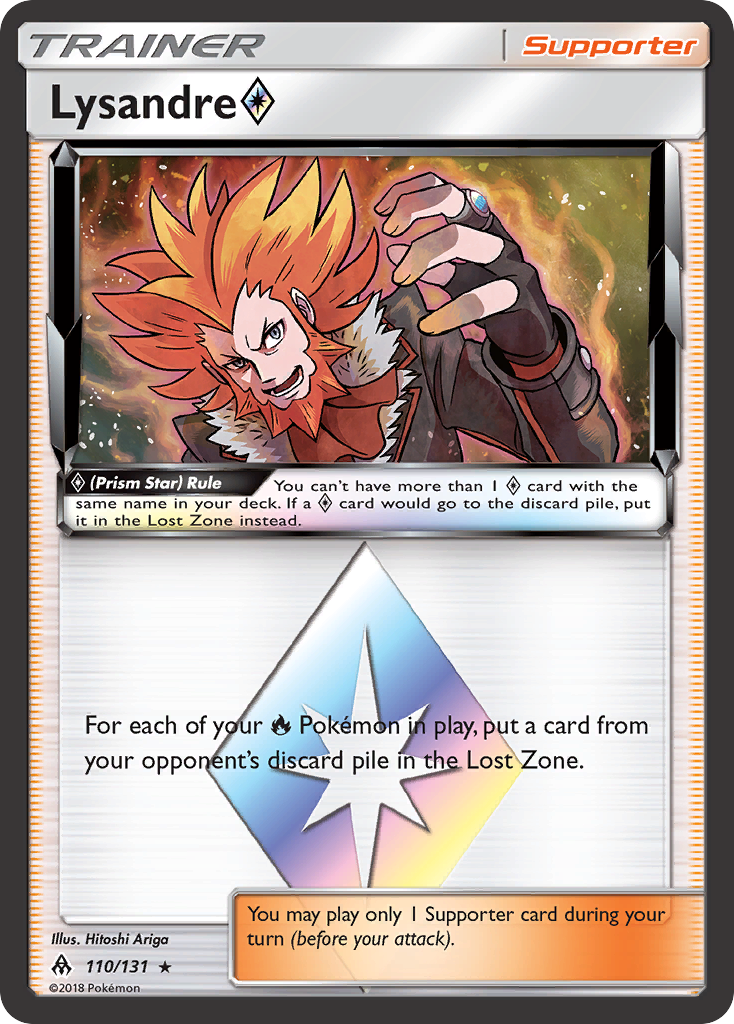 TRAINER
Supporter
Lysandre
(Prism Star) Rule You can't have more than 1 card with the
same name in your deck. If a card would go to the discard pile, put
it in the Lost Zone instead.
For each of your Pokémon in play, put a card from
your opponent's discard pile in the Lost Zone.
You may play only 1 Supporter card during your
turn (before your attack).
Illus. Hitoshi Ariga
110/131 ★
©2018 Pokémon